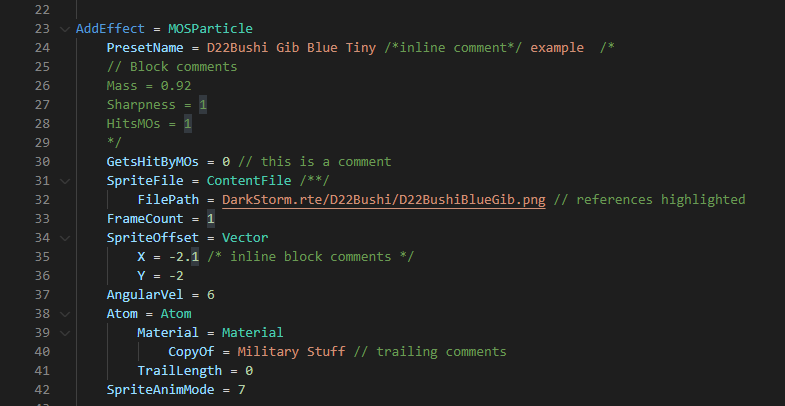 22
23 AddEffect = MOSParticle
24 PresetName = D22Bushi Gib Blue Tiny /*inline comment*/ example  /*
25 // Block comments
26 Mass = 0.92
27 Sharpness = 1
28 HitsMOs = 1
29 */
30 GetsHitByMOs = 0 // this is a comment
31 SpriteFile = ContentFile /**/
32 FilePath = DarkStorm.rte/D22Bushi/D22BushiBlueGib.png // references highlighted
33 FrameCount = 1
34 SpriteOffset = Vector
35 X = -2.1 /* inline block comments */
36 Y = -2
37 AngularVel = 6
38 Atom = Atom
39 Material = Material
40 CopyOf = Military Stuff // trailing comments
41 TrailLength = 0
42 SpriteAnimMode = 7